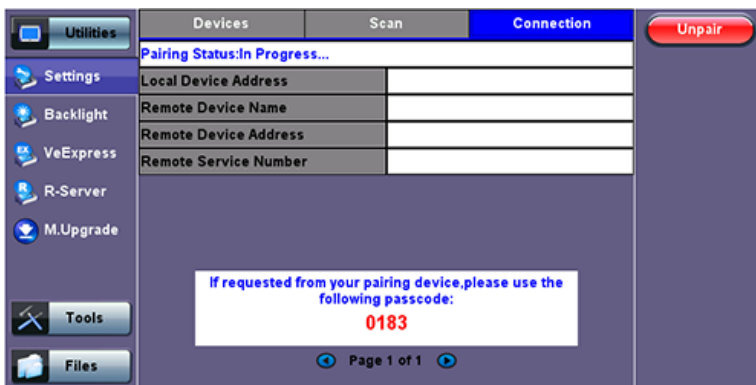 Utilities
Devices
Scan
Connection
Unpair
Pairing Status:In Progress...
Settings
Local Device Address
Backlight
Remote Device Name
Remote Device Address
VeExpress
Remote Service Number
R-Server
M.Upgrade
If requested from your pairing device,please use the
following passcode:
0183
Tools
Page 1 of 1
Files